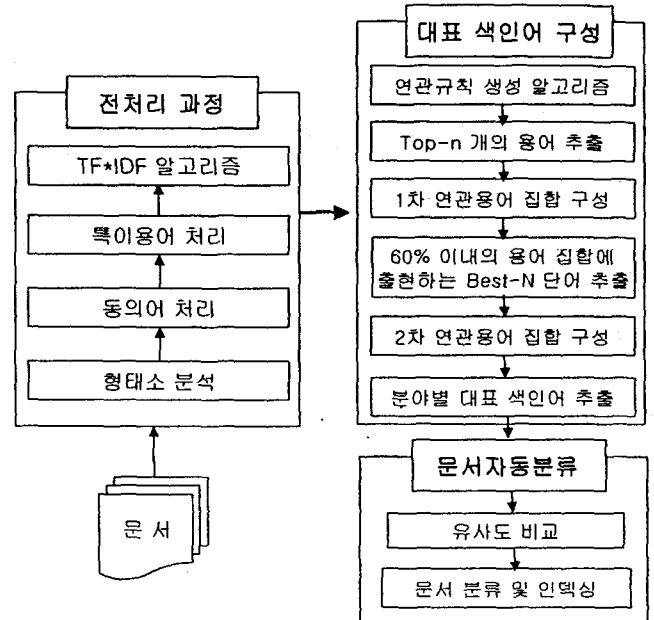 전처리 과정
TF*IDF 알고리즘
특이용어 처리
동의어 처리
형태소 분석
문 서
대표 색인어 구성
연관규칙 생성 알고리즘
Top-n 개의 용어 추출
1차 연관용어 집합 구성
60% 이내의 용어 집합에
출현하는 Best-N 단어 추출
2차 연관용어 집합 구성
분야별 대표 색인어 추출
문서자동분류
유사도 비교
문서 분류 및 인덱싱